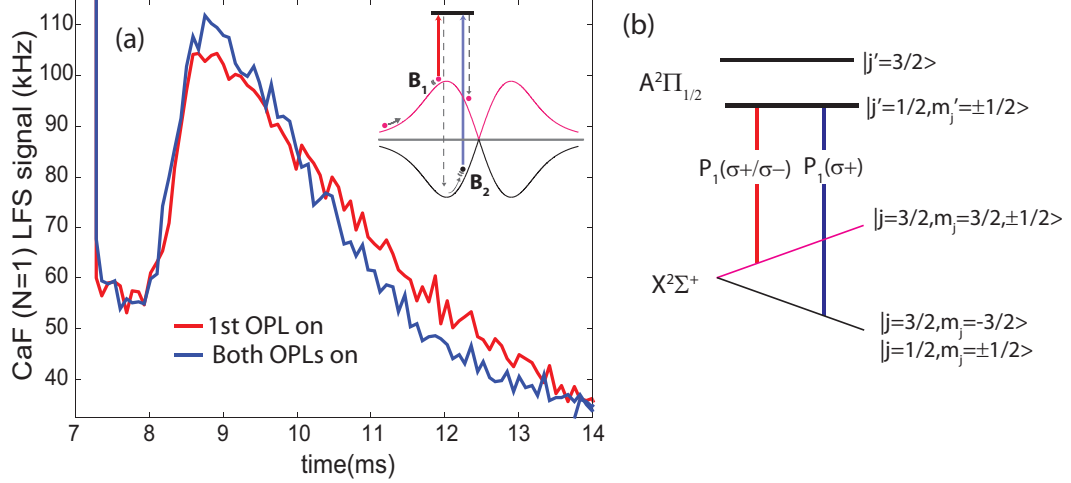 (a)
CaF (N=1) LFS signal (kHz)
110
100
90
80
70
60
50
40
7 8 9 10 11 12 13 14
time(ms)
1st OPL on
Both OPLs on
B₁
B₂
(b)
A²Π₁/₂
|j'=3/2>
|j'=1/2,mⱼ'=±1/2>
P₁(σ+/σ−) P₁(σ+)
X²Σ⁺
|j=3/2,mⱼ=3/2,±1/2>
|j=3/2,mⱼ=-3/2>
|j=1/2,mⱼ=±1/2>